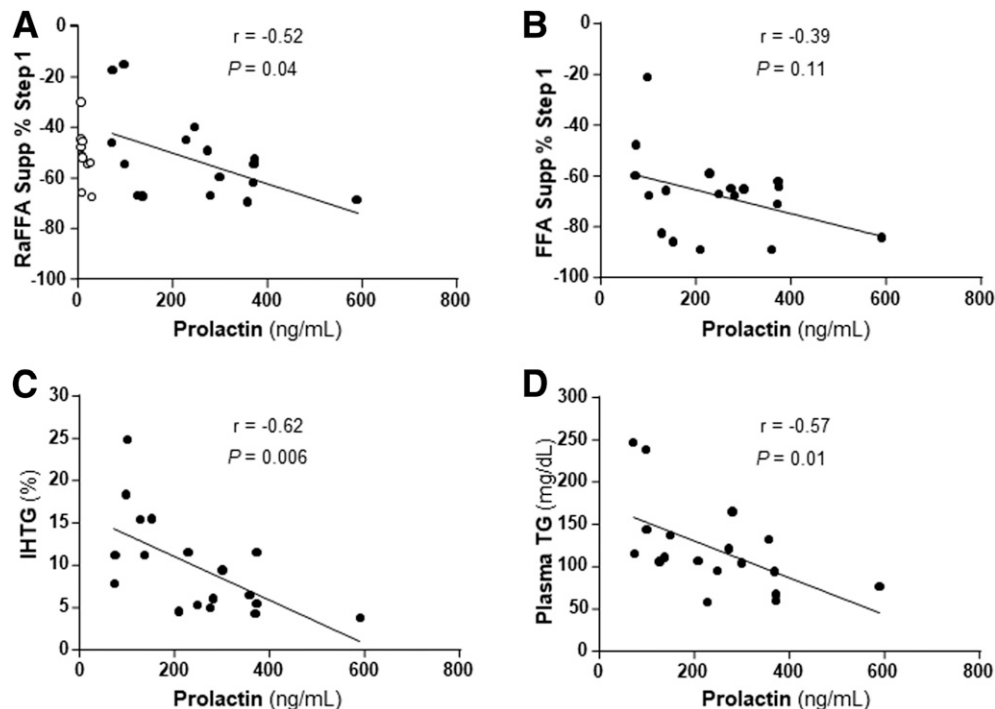 A
r = -0.52
P = 0.04
RaFFA Supp % Step 1
0
-20
-40
-60
-80
-100
0 200 400 600 800
Prolactin (ng/mL)
B
r = -0.39
P = 0.11
FFA Supp % Step 1
0
-20
-40
-60
-80
-100
0 200 400 600 800
Prolactin (ng/mL)
C
r = -0.62
P = 0.006
IHTG (%)
30
25
20
15
10
5
0
0 200 400 600 800
Prolactin (ng/mL)
D
r = -0.57
P = 0.01
Plasma TG (mg/dL)
300
250
200
150
100
50
0
0 200 400 600 800
Prolactin (ng/mL)